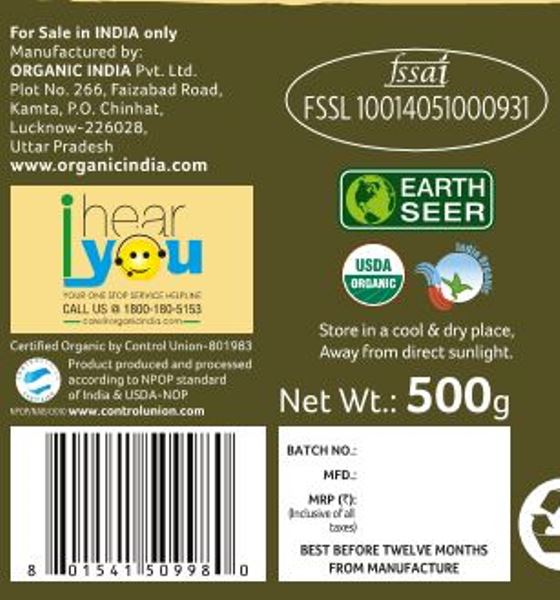 For Sale in INDIA only
Manufactured by:
ORGANIC INDIA Pvt. Ltd.
Plot No. 266, Faizabad Road,
Kamta, P.O. Chinhat,
Lucknow-226028,
Uttar Pradesh
www.organicindia.com
i hear
you
YOUR ONE STOP SERVICE HELPLINE
CALL US @ 1800-180-5153
care@organicindia.com
Certified Organic by Control Union-801983
Product produced and processed
according to NPOP standard
of India & USDA-NOP
www.controlunion.com
8 01541 50998 0
fssai
FSSL 10014051000931
EARTH
SEER
USDA
ORGANIC
India Organic
Store in a cool & dry place,
Away from direct sunlight.
Net Wt.: 500g
BATCH NO.:
MFD.:
MRP (₹):
(Inclusive of all
taxes)
BEST BEFORE TWELVE MONTHS
FROM MANUFACTURE